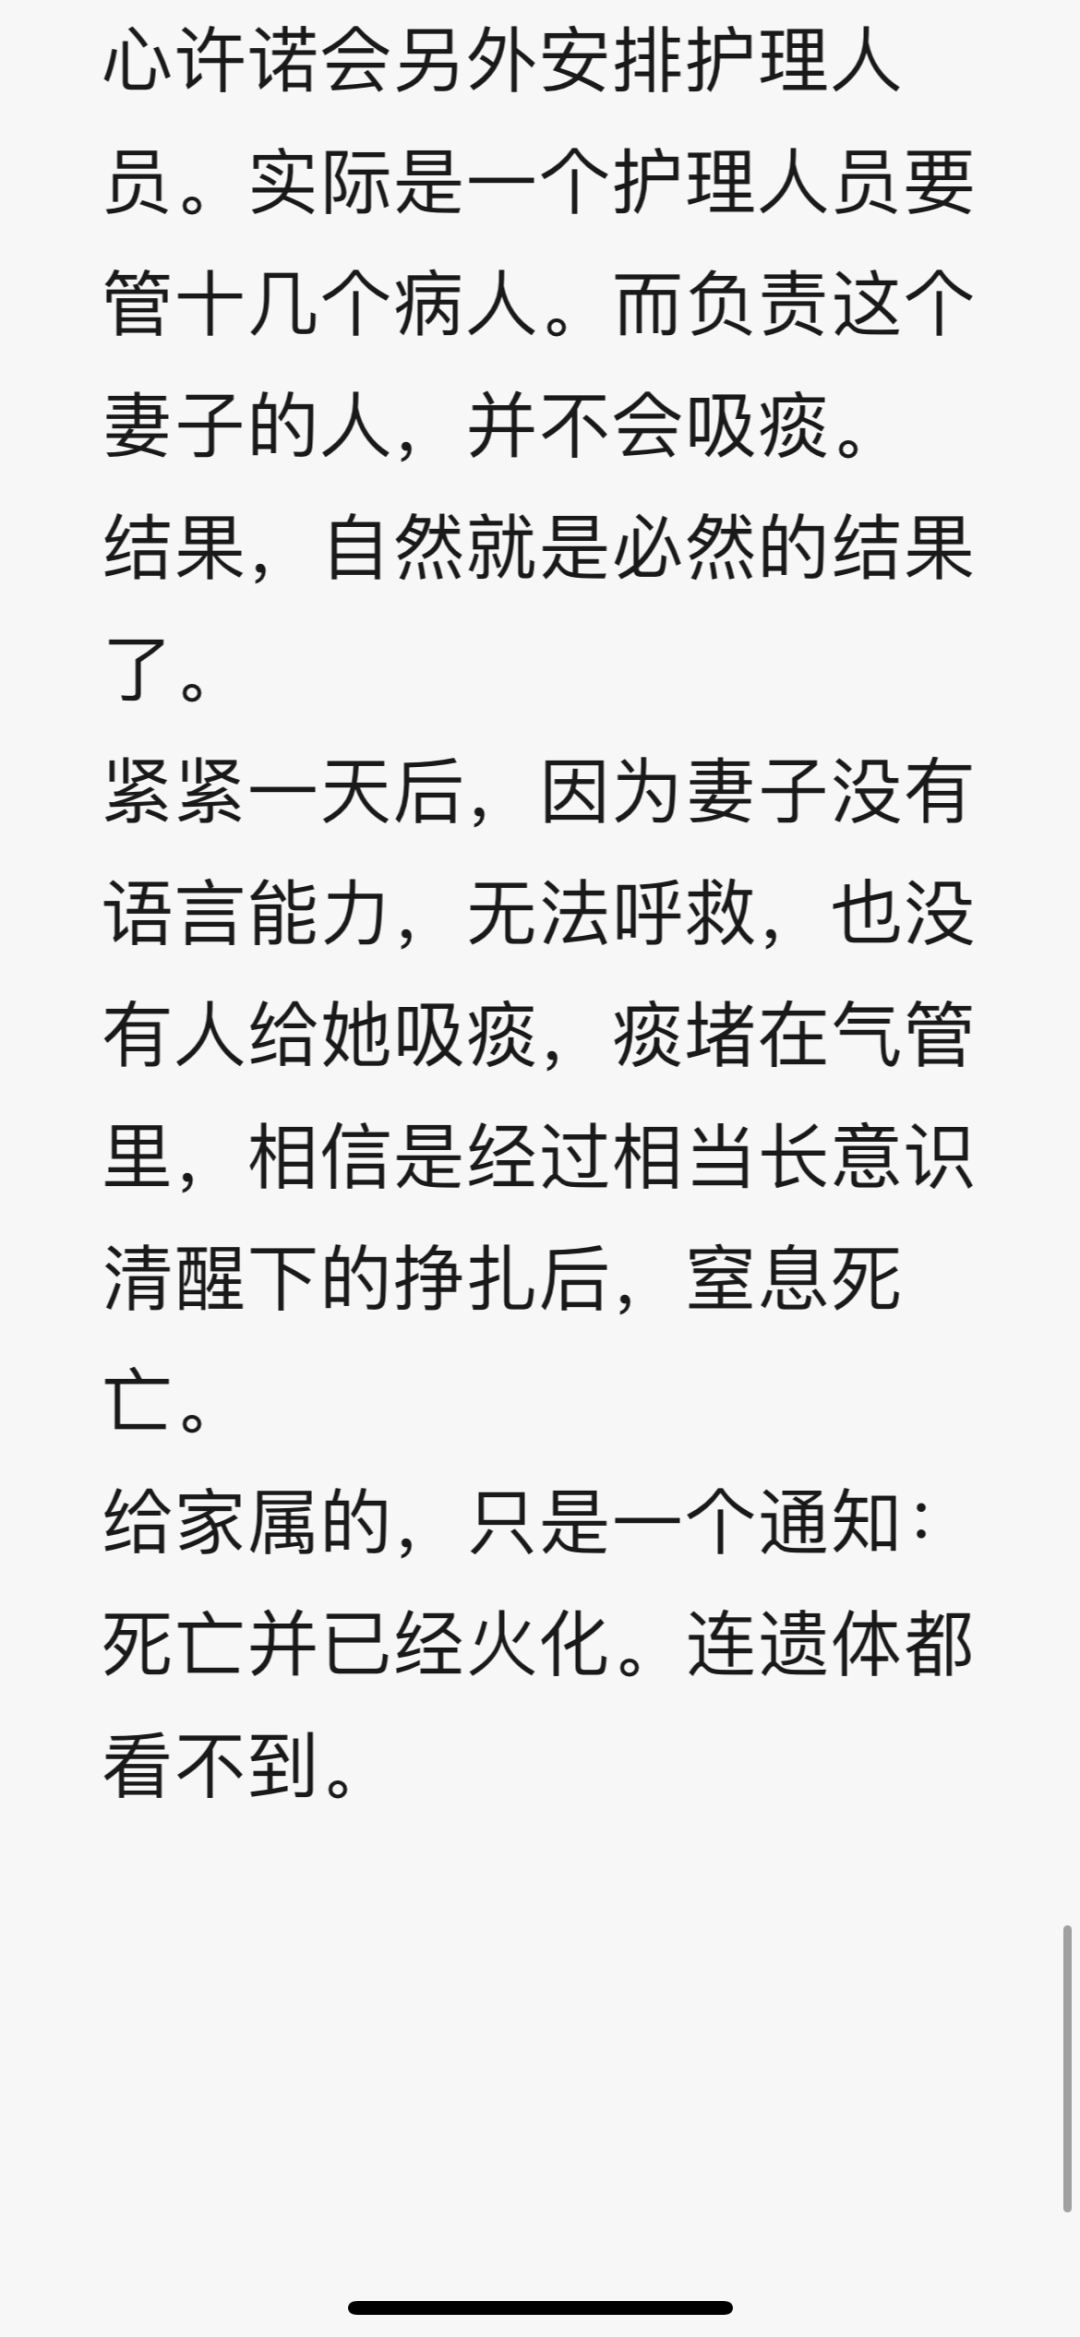 心许诺会另外安排护理人
员。实际是一个护理人员要
管十几个病人。而负责这个
妻子的人，并不会吸痰。
结果，自然就是必然的结果
了。
紧紧一天后，因为妻子没有
语言能力，无法呼救，也没
有人给她吸痰，痰堵在气管
里，相信是经过相当长意识
清醒下的挣扎后，窒息死
亡。
给家属的，只是一个通知：
死亡并已经火化。连遗体都
看不到。